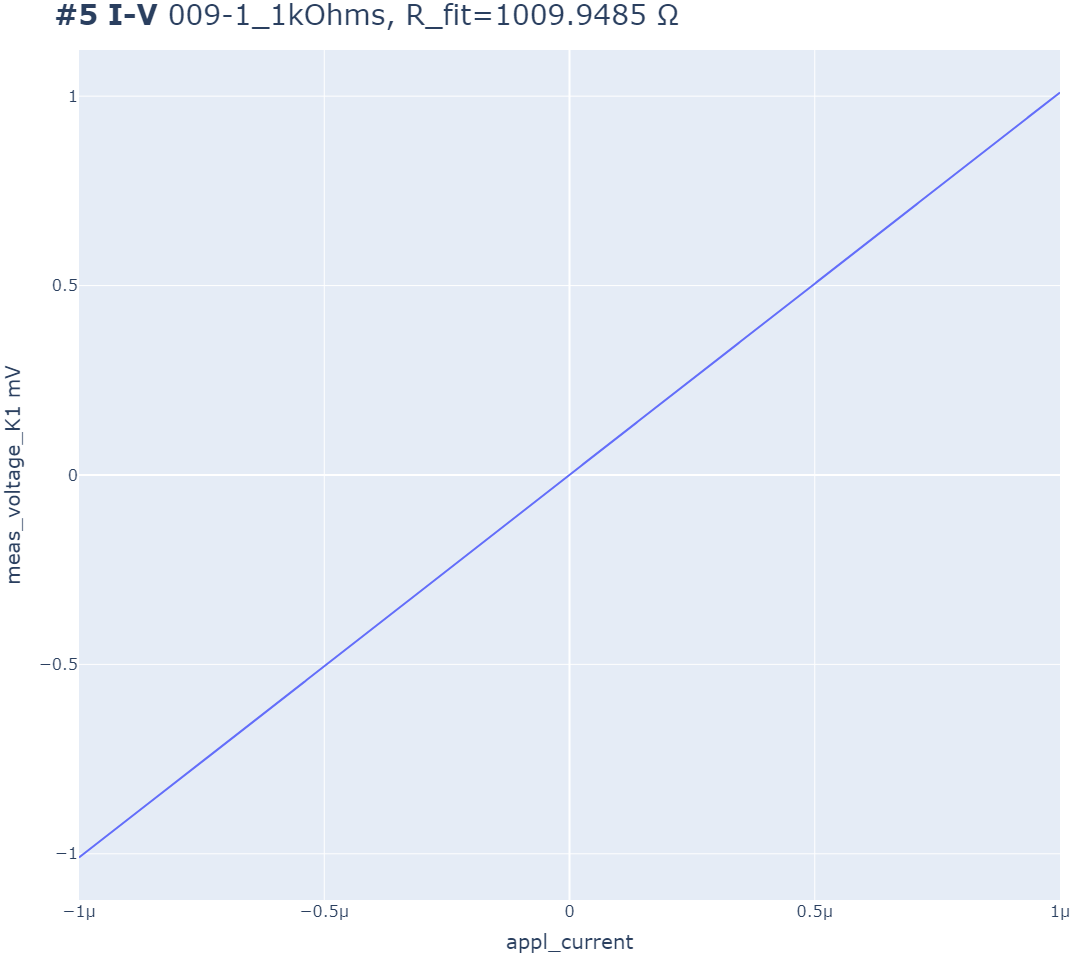 #5 I-V 009-1_1kOhms, R_fit=1009.9485 Ω
1
0.5
0
−0.5
−1
meas_voltage_K1 mV
−1μ
−0.5μ
0
0.5μ
1μ
appl_current